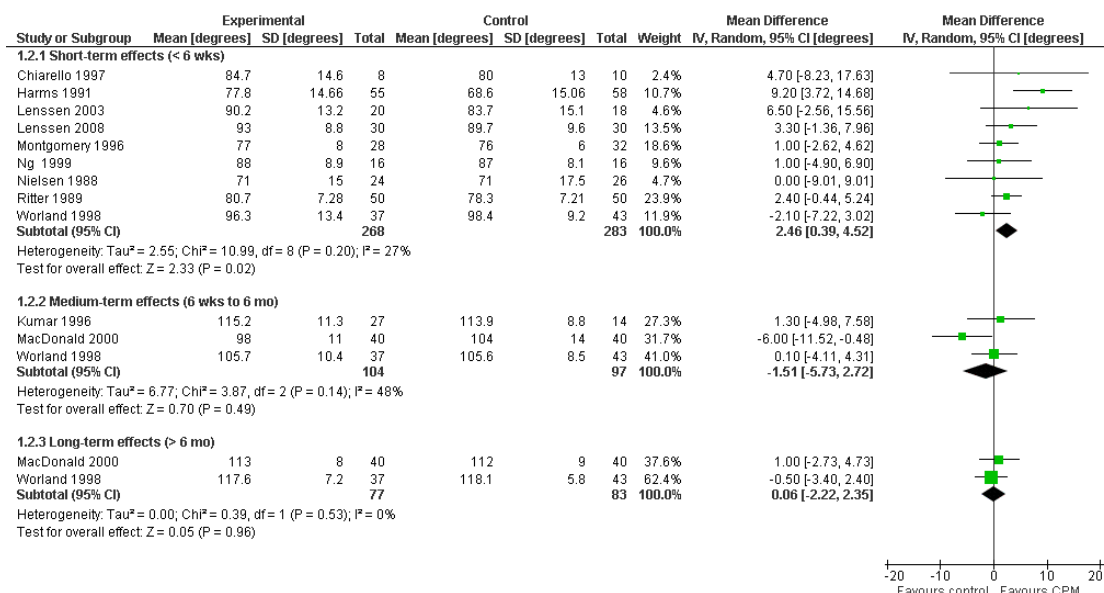 Experimental Control Mean Difference Mean Difference
Study or Subgroup Mean [degrees] SD [degrees] Total Mean [degrees] SD [degrees] Total Weight IV, Random, 95% CI [degrees] IV, Random, 95% CI [degrees]
1.2.1 Short-term effects (< 6 wks)
Chiarello 1997 84.7 14.6 8 80 13 10 2.4% 4.70 [-8.23, 17.63]
Harms 1991 77.8 14.66 55 68.6 15.06 58 10.7% 9.20 [3.72, 14.68]
Lenssen 2003 90.2 13.2 20 83.7 15.1 18 4.6% 6.50 [-2.56, 15.56]
Lenssen 2008 93 8.8 30 89.7 9.6 30 13.5% 3.30 [-1.36, 7.96]
Montgomery 1996 77 8 28 76 6 32 18.6% 1.00 [-2.62, 4.62]
Ng 1999 88 8.9 16 87 8.1 16 9.6% 1.00 [-4.90, 6.90]
Nielsen 1988 71 15 24 71 17.5 26 4.7% 0.00 [-9.01, 9.01]
Ritter 1989 80.7 7.28 50 78.3 7.21 50 23.9% 2.40 [-0.44, 5.24]
Worland 1998 96.3 13.4 37 98.4 9.2 43 11.9% -2.10 [-7.22, 3.02]
Subtotal (95% CI) 268 283 100.0% 2.46 [0.39, 4.52]
Heterogeneity: Tau² = 2.55; Chi² = 10.99, df = 8 (P = 0.20); I² = 27%
Test for overall effect: Z = 2.33 (P = 0.02)
1.2.2 Medium-term effects (6 wks to 6 mo)
Kumar 1996 115.2 11.3 27 113.9 8.8 14 27.3% 1.30 [-4.98, 7.58]
MacDonald 2000 98 11 40 104 14 40 31.7% -6.00 [-11.52, -0.48]
Worland 1998 105.7 10.4 37 105.6 8.5 43 41.0% 0.10 [-4.11, 4.31]
Subtotal (95% CI) 104 97 100.0% -1.51 [-5.73, 2.72]
Heterogeneity: Tau² = 6.77; Chi² = 3.87, df = 2 (P = 0.14); I² = 48%
Test for overall effect: Z = 0.70 (P = 0.49)
1.2.3 Long-term effects (> 6 mo)
MacDonald 2000 113 8 40 112 9 40 37.6% 1.00 [-2.73, 4.73]
Worland 1998 117.6 7.2 37 118.1 5.8 43 62.4% -0.50 [-3.40, 2.40]
Subtotal (95% CI) 77 83 100.0% 0.06 [-2.22, 2.35]
Heterogeneity: Tau² = 0.00; Chi² = 0.39, df = 1 (P = 0.53); I² = 0%
Test for overall effect: Z = 0.05 (P = 0.96)
-20 -10 0 10 20
Favours control Favours CPM